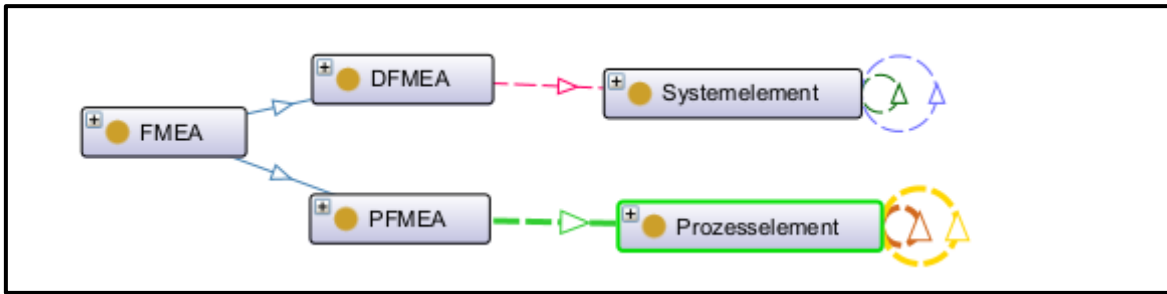 DFMEA
Systemelement
FMEA
PFMEA
Prozesselement